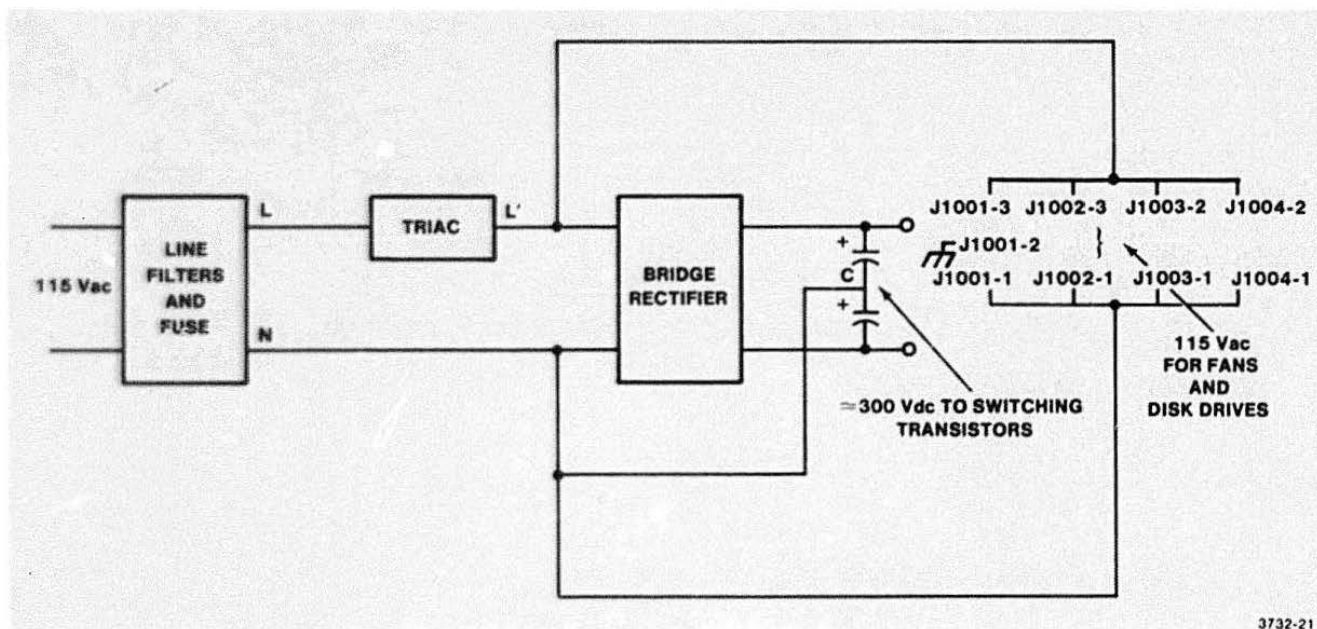 115 Vac
LINE
FILTERS
AND
FUSE
L
N
TRIAC
L'
BRIDGE
RECTIFIER
+
C
+
≈300 Vdc TO SWITCHING
TRANSISTORS
J1001-3 J1002-3 J1003-2 J1004-2
J1001-2
J1001-1 J1002-1 J1003-1 J1004-1
115 Vac
FOR FANS
AND
DISK DRIVES
3732-21